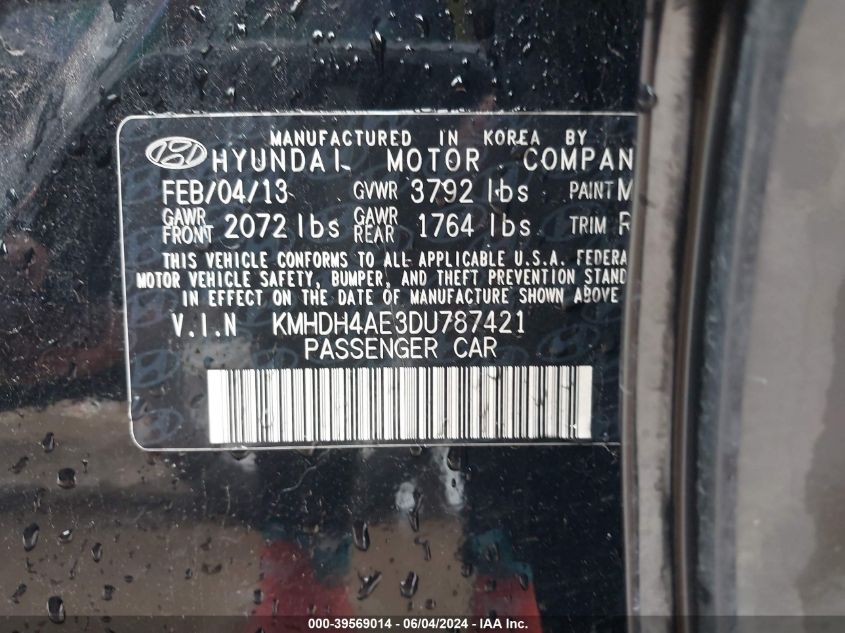 MANUFACTURED IN KOREA BY
HYUNDAI MOTOR COMPAN
FEB/04/13 GVWR 3792 lbs PAINT M
GAWR FRONT 2072 lbs GAWR REAR 1764 lbs TRIM R
THIS VEHICLE CONFORMS TO ALL APPLICABLE U.S.A. FEDERA
MOTOR VEHICLE SAFETY, BUMPER, AND THEFT PREVENTION STAND
IN EFFECT ON THE DATE OF MANUFACTURE SHOWN ABOVE
V.I.N KMHDH4AE3DU787421
PASSENGER CAR
000-39569014 - 06/04/2024 - IAA Inc.